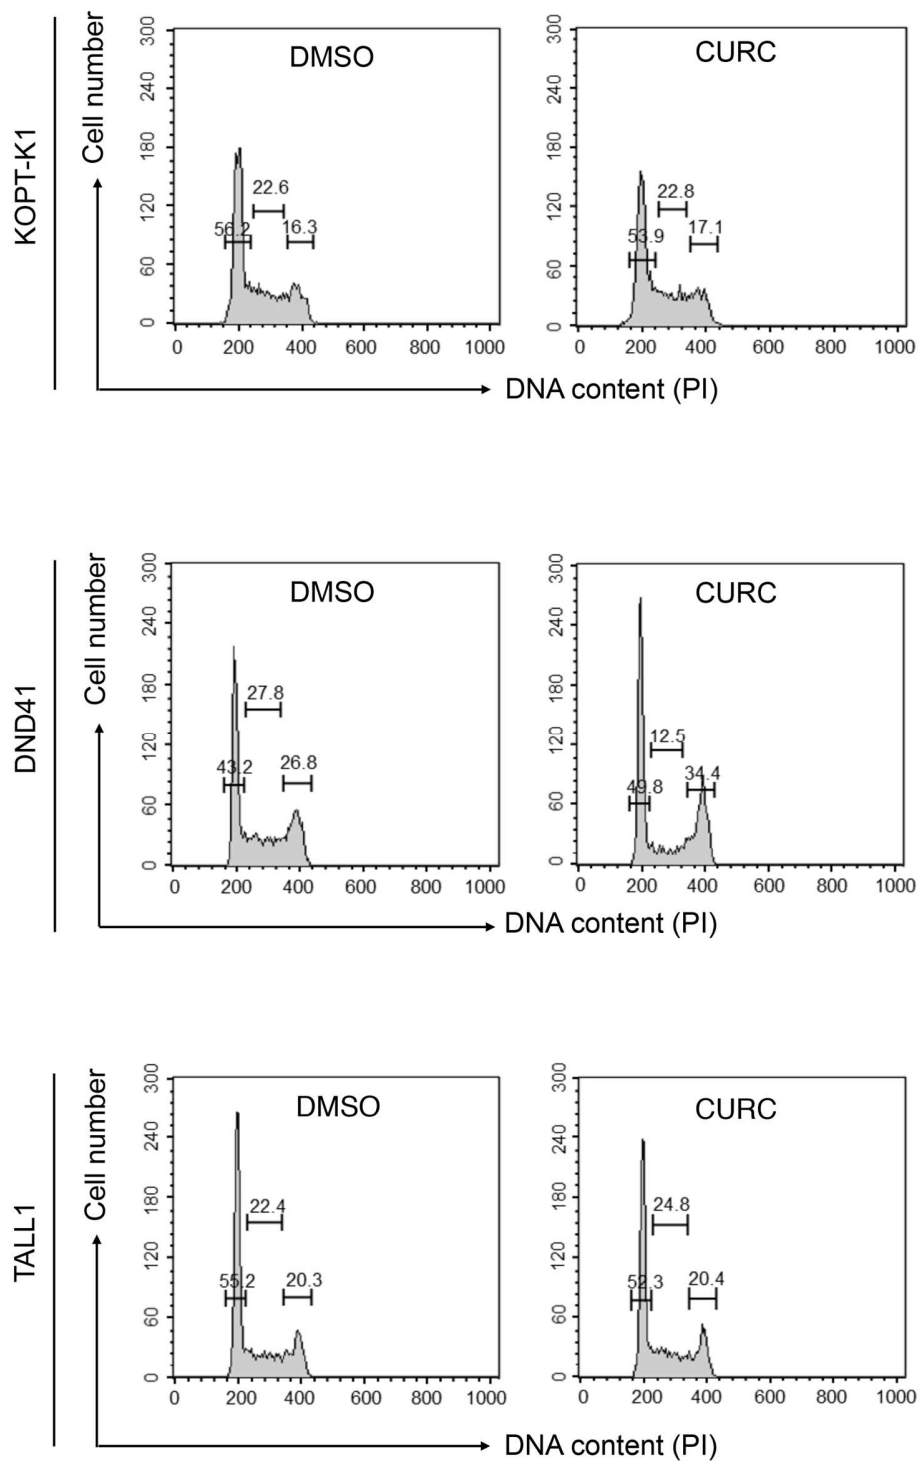 KOPT-K1
Cell number
DMSO
300
240
180
120
60
0
56.2
22.6
16.3
0 200 400 600 800 1000
CURC
300
240
180
120
60
0
53.9
22.8
17.1
0 200 400 600 800 1000
DNA content (PI)
DND41
Cell number
DMSO
300
240
180
120
60
0
43.2
27.8
26.8
0 200 400 600 800 1000
CURC
300
240
180
120
60
0
49.8
12.5
34.4
0 200 400 600 800 1000
DNA content (PI)
TALL1
Cell number
DMSO
300
240
180
120
60
0
55.2
22.4
20.3
0 200 400 600 800 1000
CURC
300
240
180
120
60
0
52.3
24.8
20.4
0 200 400 600 800 1000
DNA content (PI)